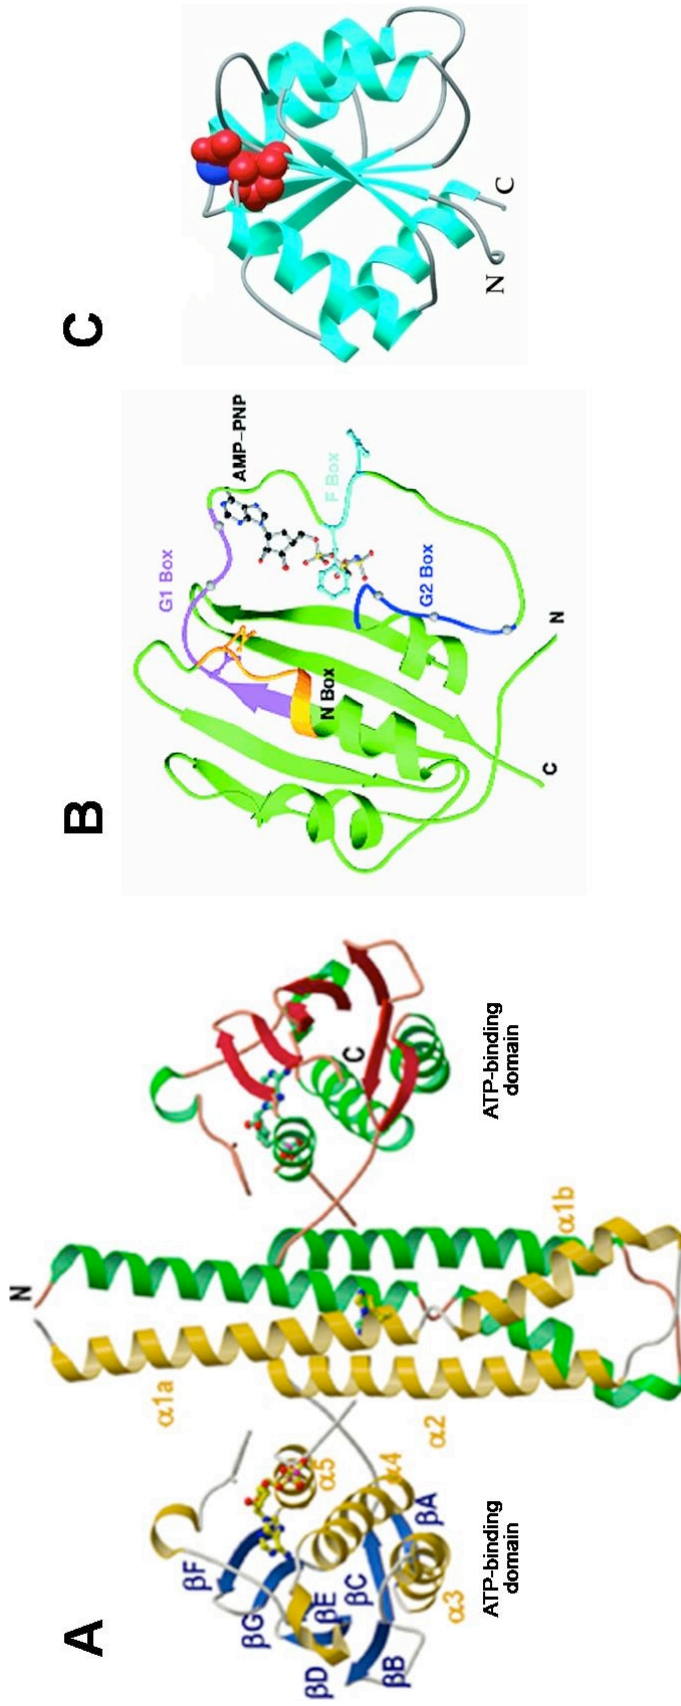 A
N
α1a
α2
α1b
α5
α4
α3
βF
βG
βE
βD
βC
βB
βA
C
ATP-binding
domain
ATP-binding
domain
B
G1 Box
AMP-PNP
F Box
G2 Box
N Box
C
N
C
N
C